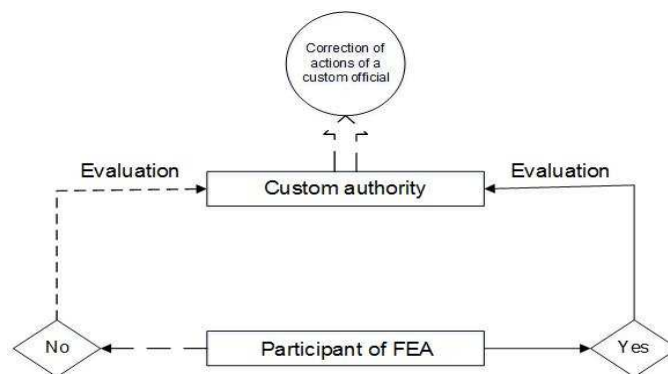 Correction of
actions of a
custom official
Evaluation
Evaluation
Custom authority
No
Participant of FEA
Yes